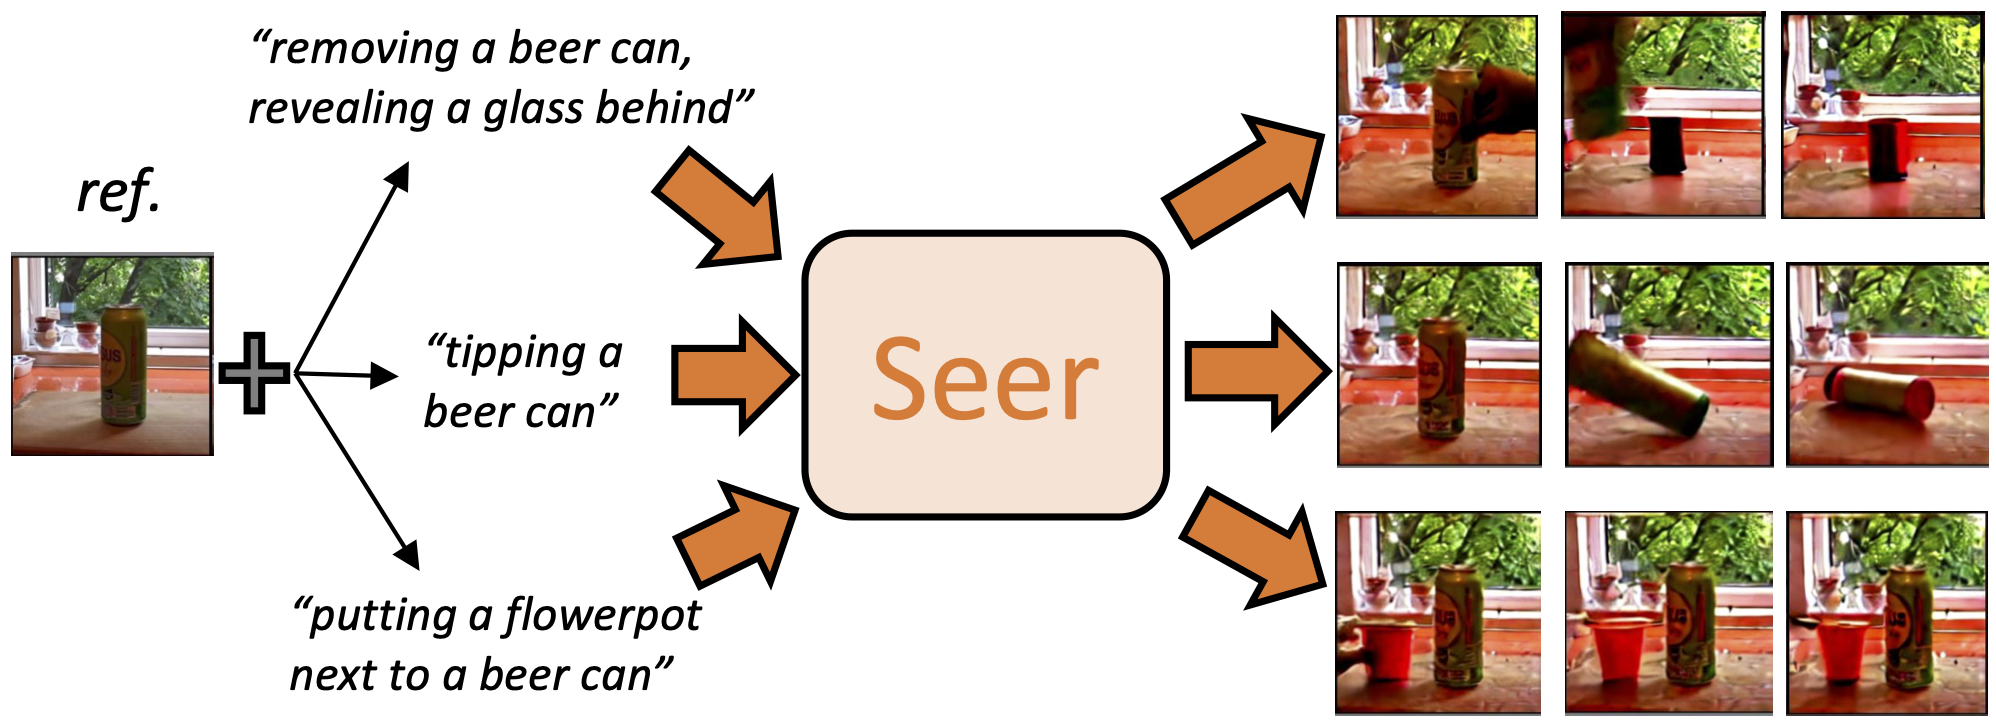 “removing a beer can,
revealing a glass behind”
ref.
“tipping a
beer can”
Seer
“putting a flowerpot
next to a beer can”